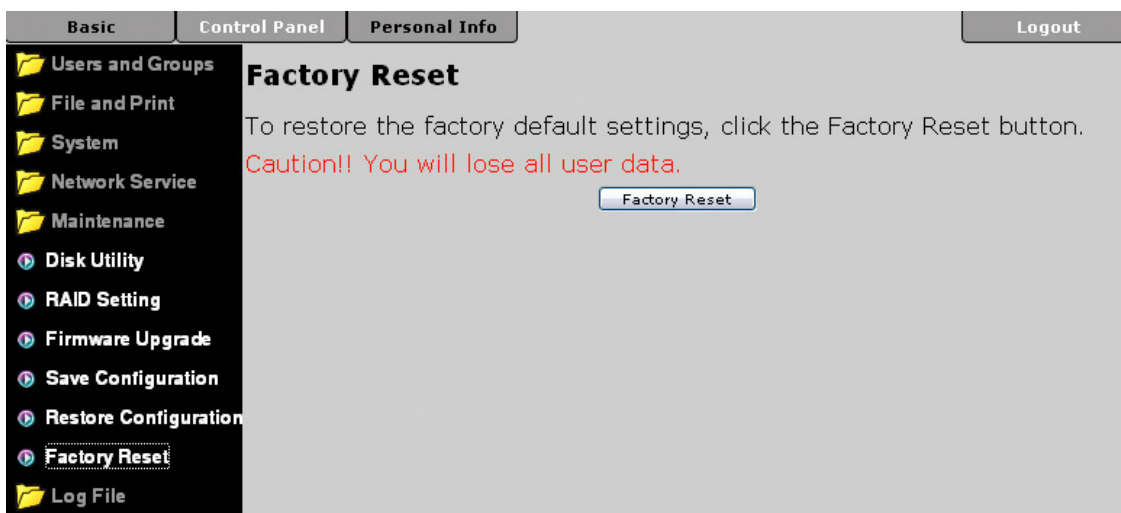 Basic
Control Panel
Personal Info
Logout
Users and Groups
File and Print
System
Network Service
Maintenance
Disk Utility
RAID Setting
Firmware Upgrade
Save Configuration
Restore Configuration
Factory Reset
Log File
Factory Reset
To restore the factory default settings, click the Factory Reset button.
Caution!! You will lose all user data.
Factory Reset